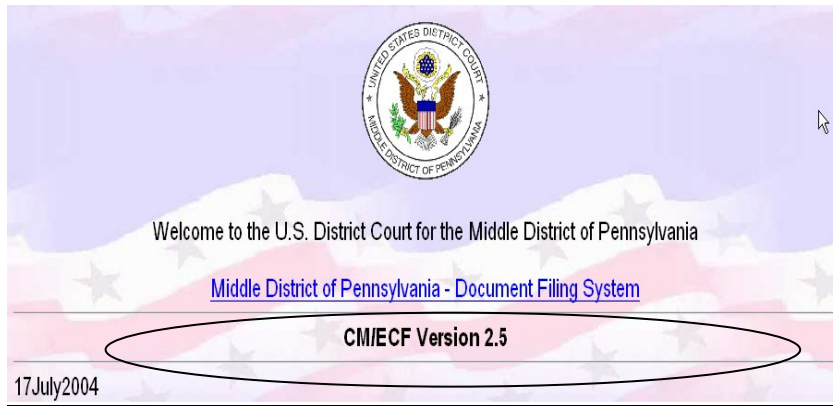 UNITED STATES DISTRICT COURT
MIDDLE DISTRICT OF PENNSYLVANIA
Welcome to the U.S. District Court for the Middle District of Pennsylvania
Middle District of Pennsylvania - Document Filing System
CM/ECF Version 2.5
17July2004